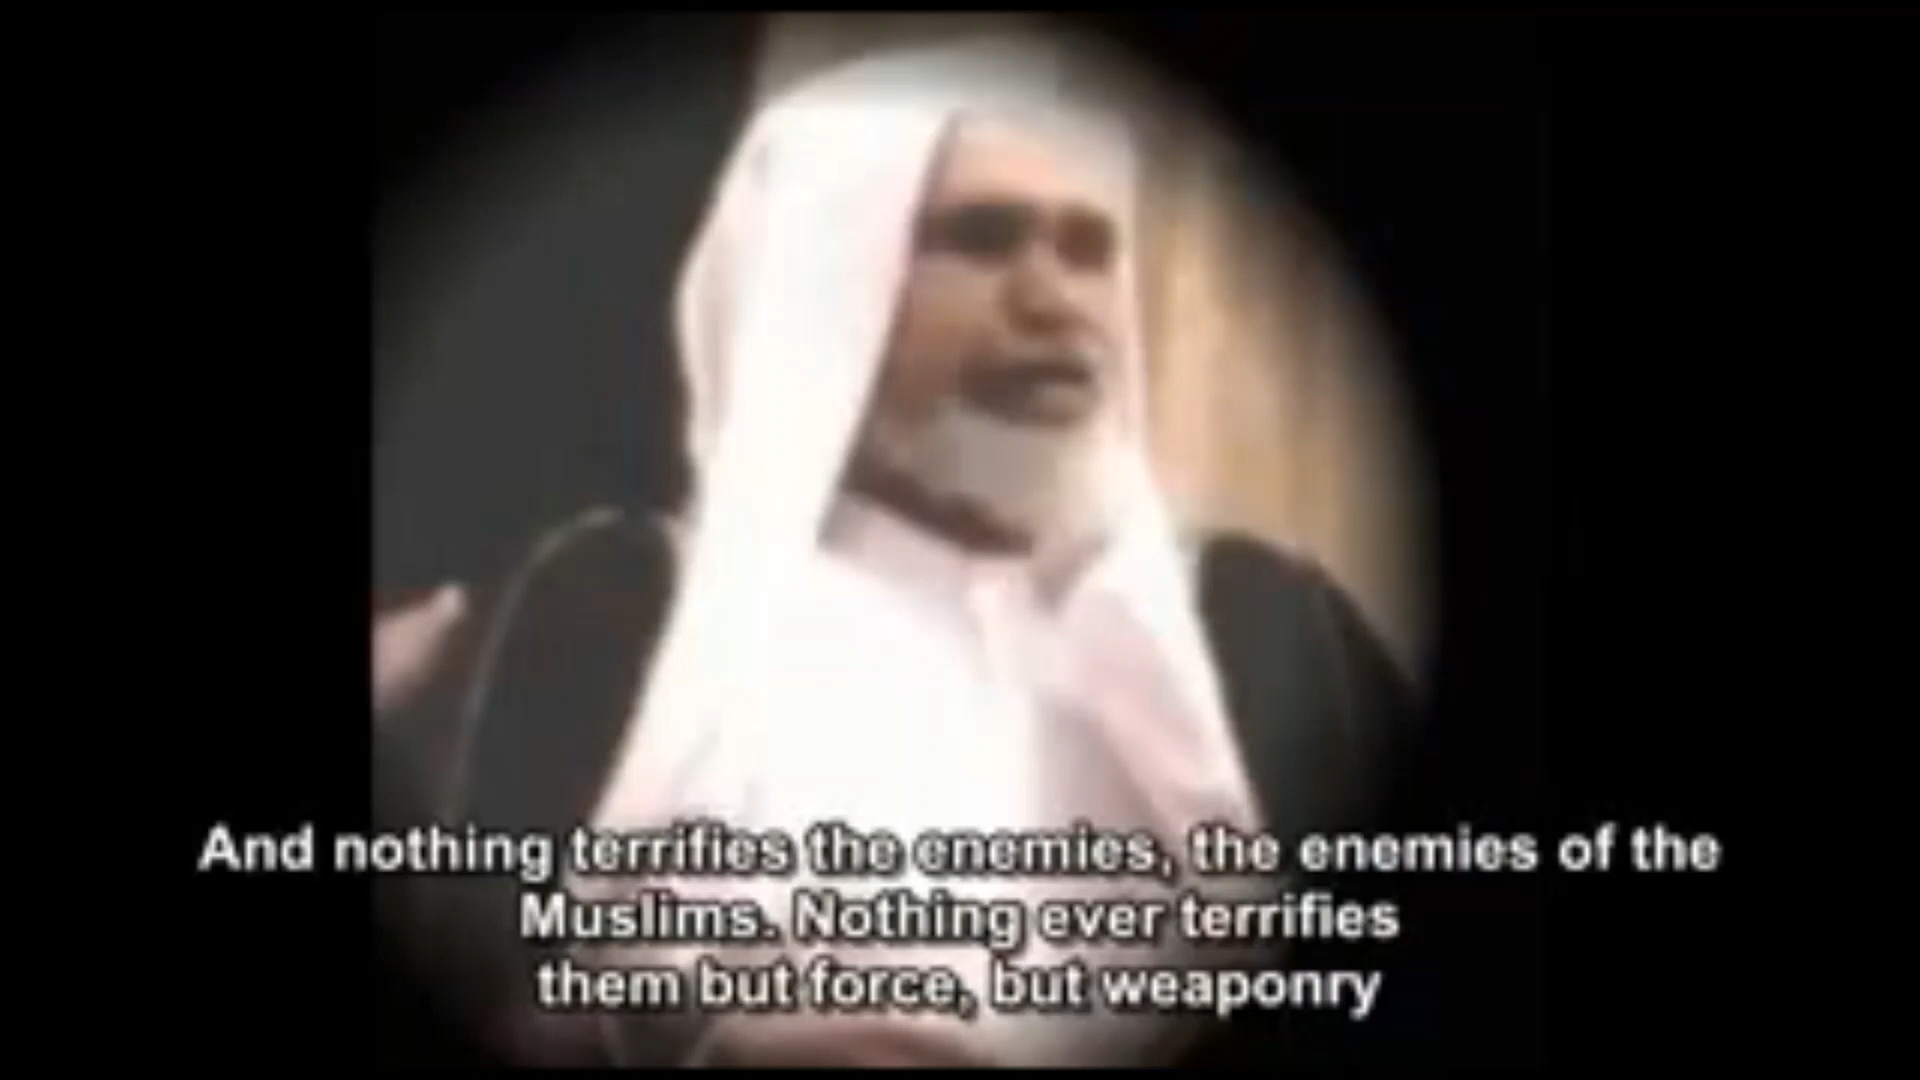 And nothing terrifies the enemies, the enemies of the
Muslims. Nothing ever terrifies
them but force, but weaponry